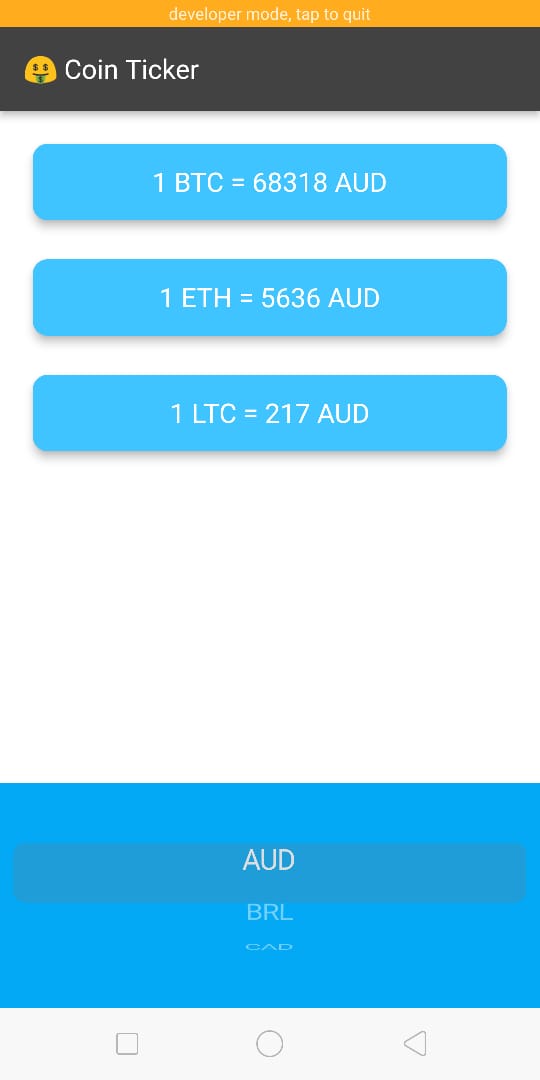 developer mode, tap to quit
🤑 Coin Ticker
1 BTC = 68318 AUD
1 ETH = 5636 AUD
1 LTC = 217 AUD
AUD
BRL
CAD